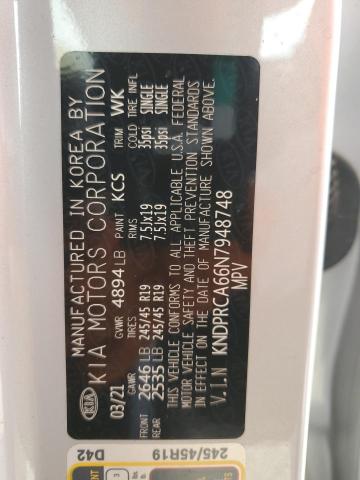 MANUFACTURED IN KOREA BY
KIA KIA MOTORS CORPORATION
03/21 GVWR 4894 LB PAINT KCS TRIM WK
GAWR TIRES RIMS COLD TIRE INFL
FRONT 2646 LB 245/45 R19 7.5Jx19 35psi SINGLE
REAR 2535 LB 245/45 R19 7.5Jx19 35psi SINGLE
THIS VEHICLE CONFORMS TO ALL APPLICABLE U.S.A. FEDERAL
MOTOR VEHICLE SAFETY AND THEFT PREVENTION STANDARDS
IN EFFECT ON THE DATE OF MANUFACTURE SHOWN ABOVE.
V.I.N KNDPRCA66N7948748
MPV
D42
245/45R19